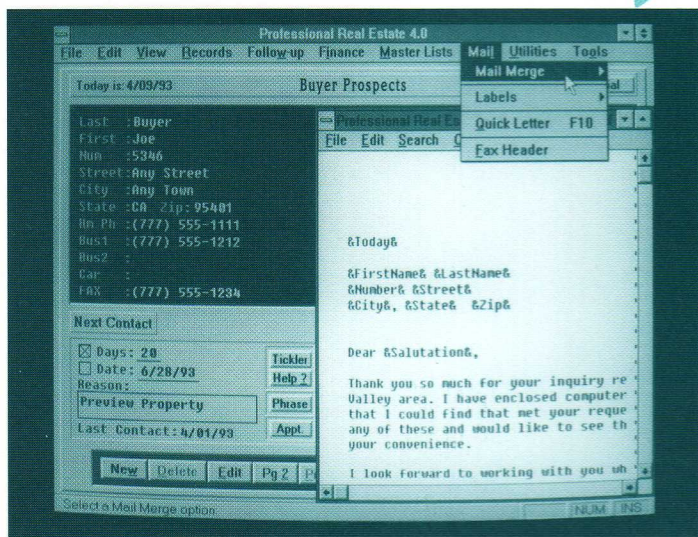 Professional Real Estate 4.0
File Edit View Records Follow-up Finance Master Lists Mail Utilities Tools
Mail Merge
Labels
Quick Letter F10
Fax Header
Today is: 4/09/93 Buyer Prospects
Last :Buyer
First :Joe
Num :5346
Street:Any Street
City :Any Town
State :CA Zip:95401
Hm Ph :(777) 555-1111
Bus1 :(777) 555-1212
Bus2 :
Car :
FAX :(777) 555-1234
Next Contact
Days: 20
Date: 6/28/93
Reason:
Preview Property
Last Contact:4/01/93
Tickler
Help ?
Phrase
Appt.
New Delete Edit Pg 2
Professional Real Es
File Edit Search
&Today&
&FirstName& &LastName&
&Number& &Street&
&City&, &State& &Zip&
Dear &Salutation&,
Thank you so much for your inquiry re
Valley area. I have enclosed computer
that I could find that met your reque
any of these and would like to see th
your convenience.
I look forward to working with you wh
Select a Mail Merge option
NUM INS